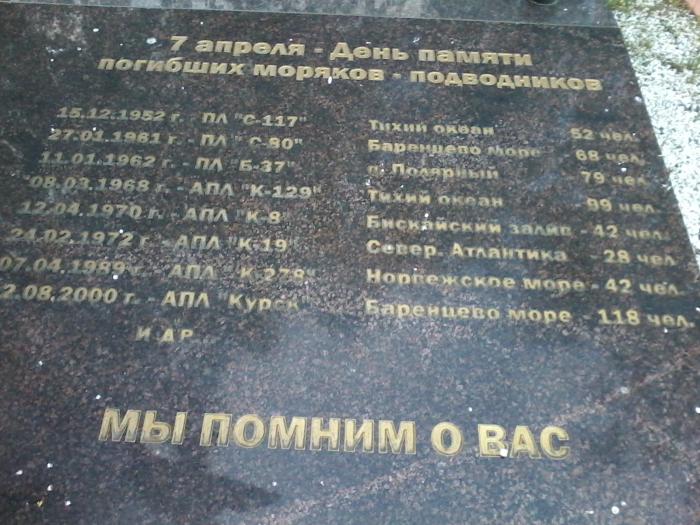 7 апреля - День памяти
погибших моряков - подводников
15.12.1952 г. - ПЛ "С-117" Тихий океан 52 чел.
27.01.1961 г. - ПЛ "С-80" Баренцево море - 68 чел.
11.01.1962 г. - ПЛ "Б-37" п. Полярный 79 чел.
08.03.1968 г. - АПЛ "К-129" Тихий океан 99 чел.
12.04.1970 г. - АПЛ "К-8" Бискайский залив - 42 чел.
24.02.1972 г. - АПЛ "К-19" Север. Атлантика 28 чел.
07.04.1989 г. - АПЛ "К-278" Норвежское море - 42 чел.
2.08.2000 г. - АПЛ "Курск" Баренцево море - 118 чел.
И ДР.
МЫ ПОМНИМ О ВАС